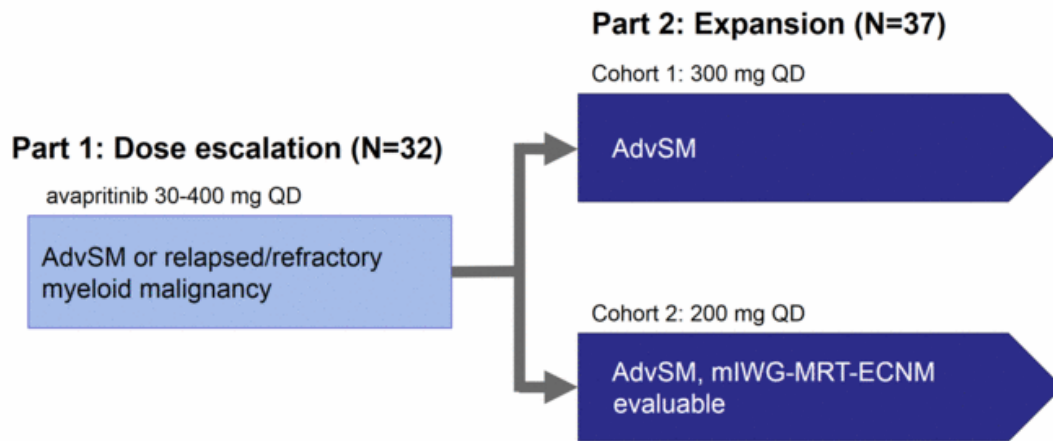 Part 1: Dose escalation (N=32)
avapritinib 30-400 mg QD
AdvSM or relapsed/refractory
myeloid malignancy
Part 2: Expansion (N=37)
Cohort 1: 300 mg QD
AdvSM
Cohort 2: 200 mg QD
AdvSM, mIWG-MRT-ECNM
evaluable